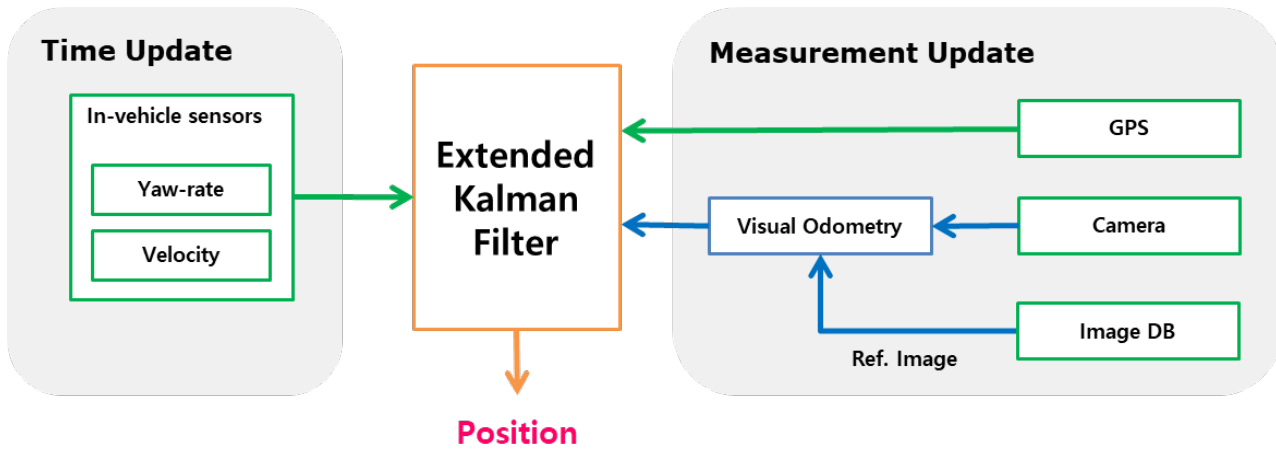 Time Update
In-vehicle sensors
Yaw-rate
Velocity
Extended
Kalman
Filter
Position
Measurement Update
GPS
Visual Odometry
Camera
Image DB
Ref. Image